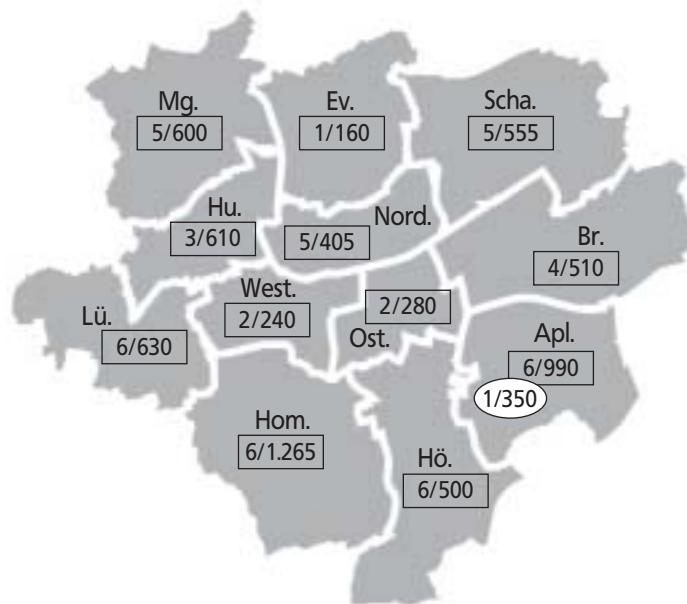 Mg.
5/600
Ev.
1/160
Scha.
5/555
Hu.
3/610
Nord.
5/405
Br.
4/510
West.
2/240
2/280
Ost.
Lü.
6/630
Apl.
6/990
1/350
Hom.
6/1.265
Hö.
6/500